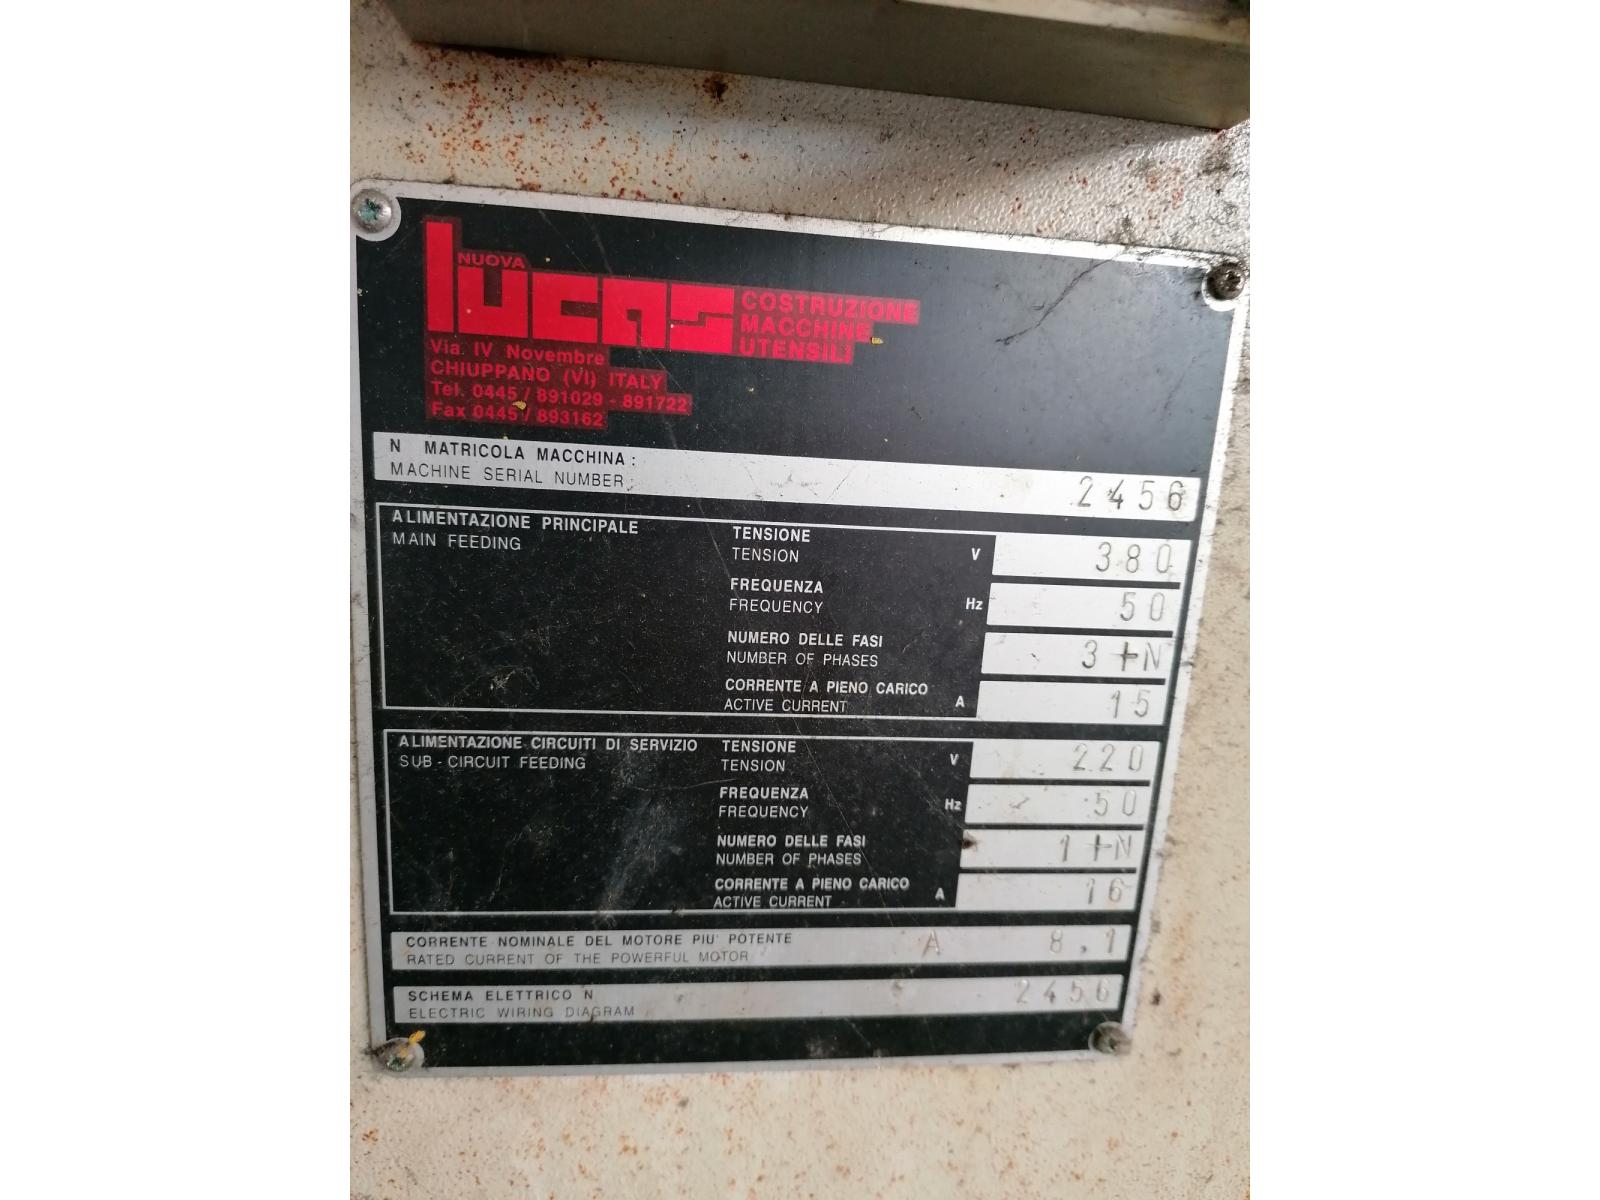 NUOVA
lucas
COSTRUZIONE
MACCHINE
UTENSILI
Via IV Novembre
CHIUPPANO (VI) ITALY
Tel. 0445/891029-891722
Fax 0445/893162
N MATRICOLA MACCHINA:
MACHINE SERIAL NUMBER: 2456
ALIMENTAZIONE PRINCIPALE
MAIN FEEDING
TENSIONE
TENSION V 380
FREQUENZA
FREQUENCY Hz 50
NUMERO DELLE FASI
NUMBER OF PHASES 3+N
CORRENTE A PIENO CARICO
ACTIVE CURRENT A 15
ALIMENTAZIONE CIRCUITI DI SERVIZIO
SUB-CIRCUIT FEEDING
TENSIONE
TENSION V 220
FREQUENZA
FREQUENCY Hz 50
NUMERO DELLE FASI
NUMBER OF PHASES 1+N
CORRENTE A PIENO CARICO
ACTIVE CURRENT A 16
CORRENTE NOMINALE DEL MOTORE PIU' POTENTE A 8,1
RATED CURRENT OF THE POWERFUL MOTOR
SCHEMA ELETTRICO N 2456
ELECTRIC WIRING DIAGRAM